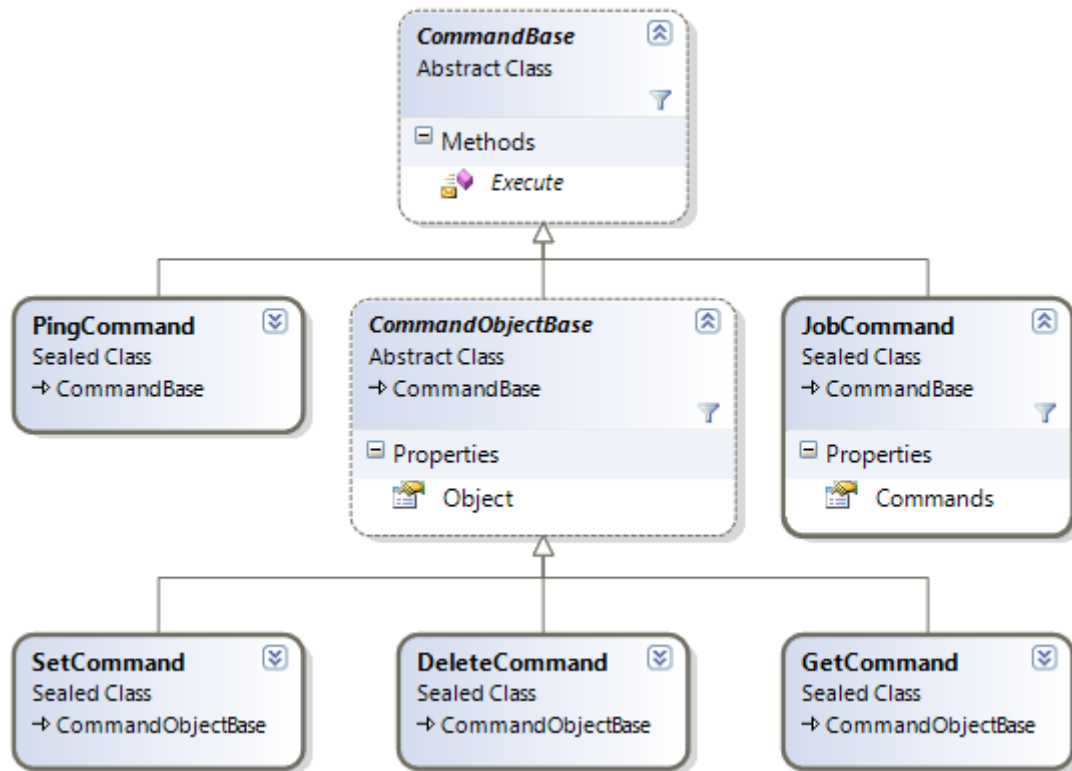 CommandBase
Abstract Class
Methods
Execute
PingCommand
Sealed Class
CommandBase
CommandObjectBase
Abstract Class
CommandBase
Properties
Object
JobCommand
Sealed Class
CommandBase
Properties
Commands
SetCommand
Sealed Class
CommandObjectBase
DeleteCommand
Sealed Class
CommandObjectBase
GetCommand
Sealed Class
CommandObjectBase